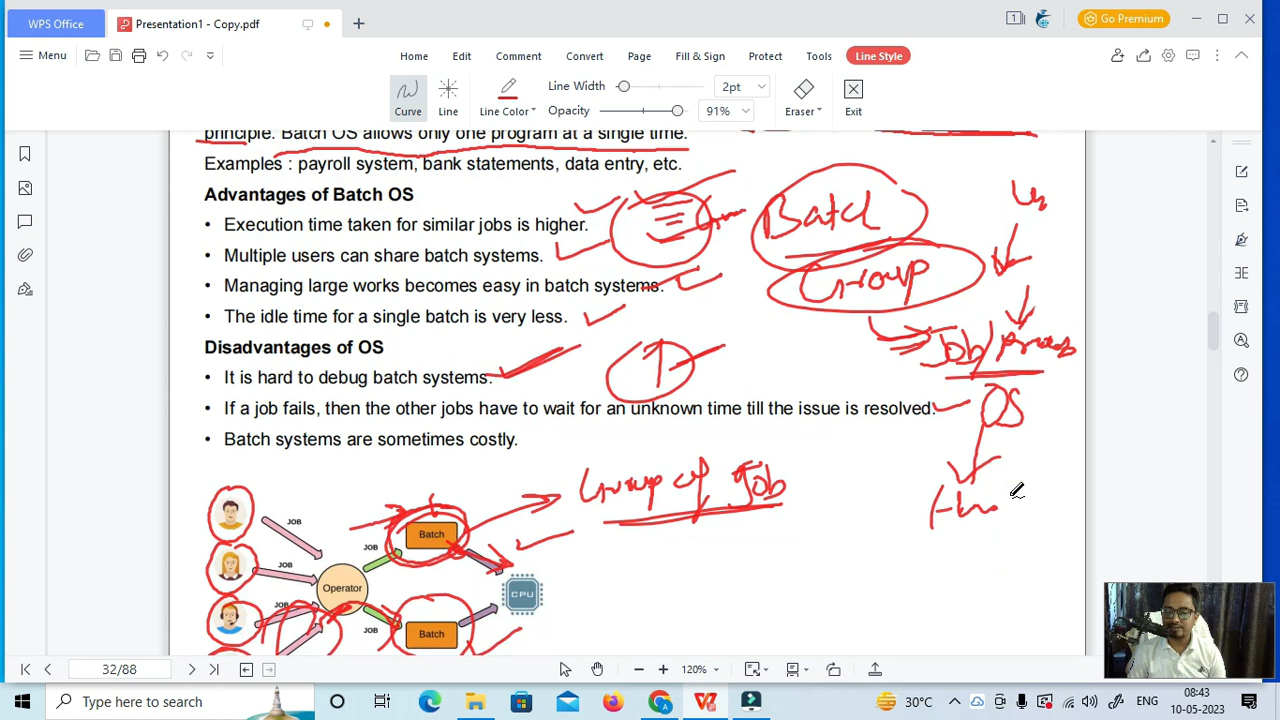 WPS Office
Presentation1 - Copy.pdf
1
Go Premium
Menu
Home
Edit
Comment
Convert
Page
Fill & Sign
Protect
Tools
Line Style
Curve
Line
Line Color
Line Width
2pt
Opacity
91%
Eraser
Exit
principle. Batch OS allows only one program at a single time.
Examples : payroll system, bank statements, data entry, etc.
Advantages of Batch OS
• Execution time taken for similar jobs is higher.
• Multiple users can share batch systems.
• Managing large works becomes easy in batch systems.
• The idle time for a single batch is very less.
Disadvantages of OS
• It is hard to debug batch systems.
• If a job fails, then the other jobs have to wait for an unknown time till the issue is resolved.
• Batch systems are sometimes costly.
Batch
Group
Job/
OS
Group of Job
JOB
JOB
JOB
Operator
JOB
JOB
Batch
Batch
CPU
32/88
120%
Type here to search
30°C
ENG
08:43
10-05-2023